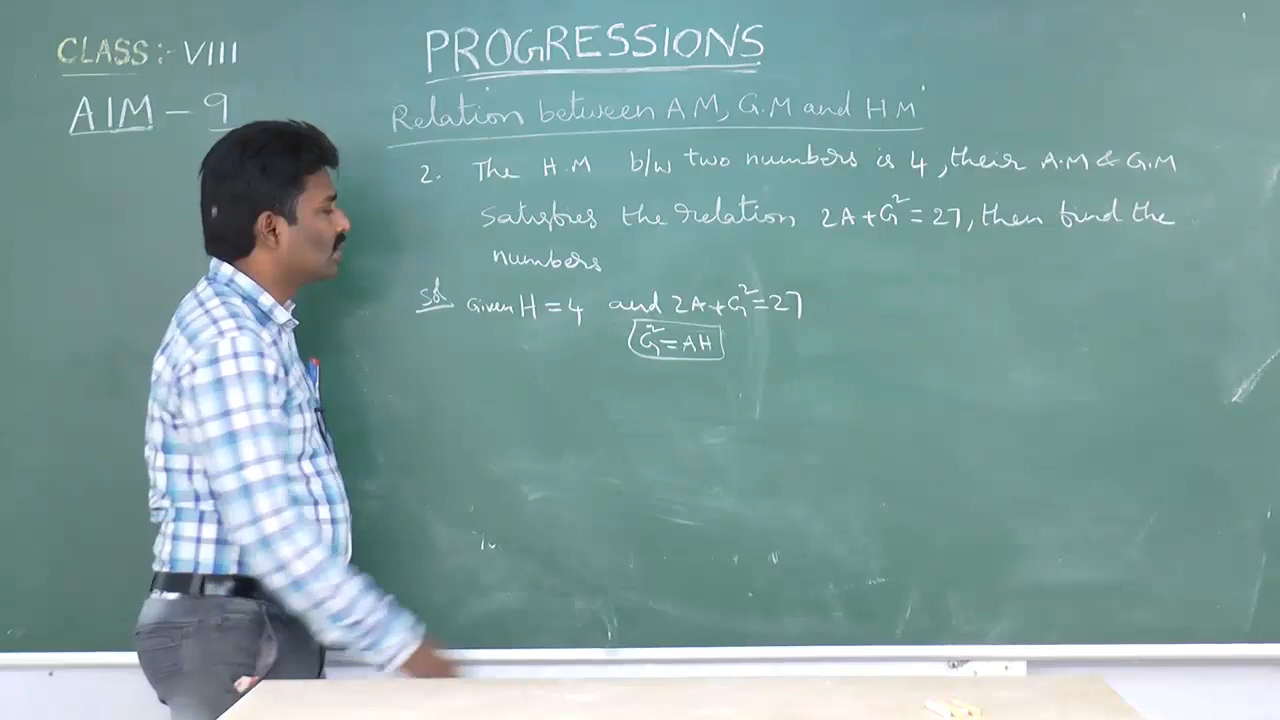 CLASS :- VIII
AIM - 9
PROGRESSIONS
Relation between A M, G.M and H M
2. The H.M b/w two numbers is 4, their A.M & G.M
satisfies the relation 2A+G²=27, then find the
numbers
Sol Given H = 4 and 2A+G²=27
G²=AH